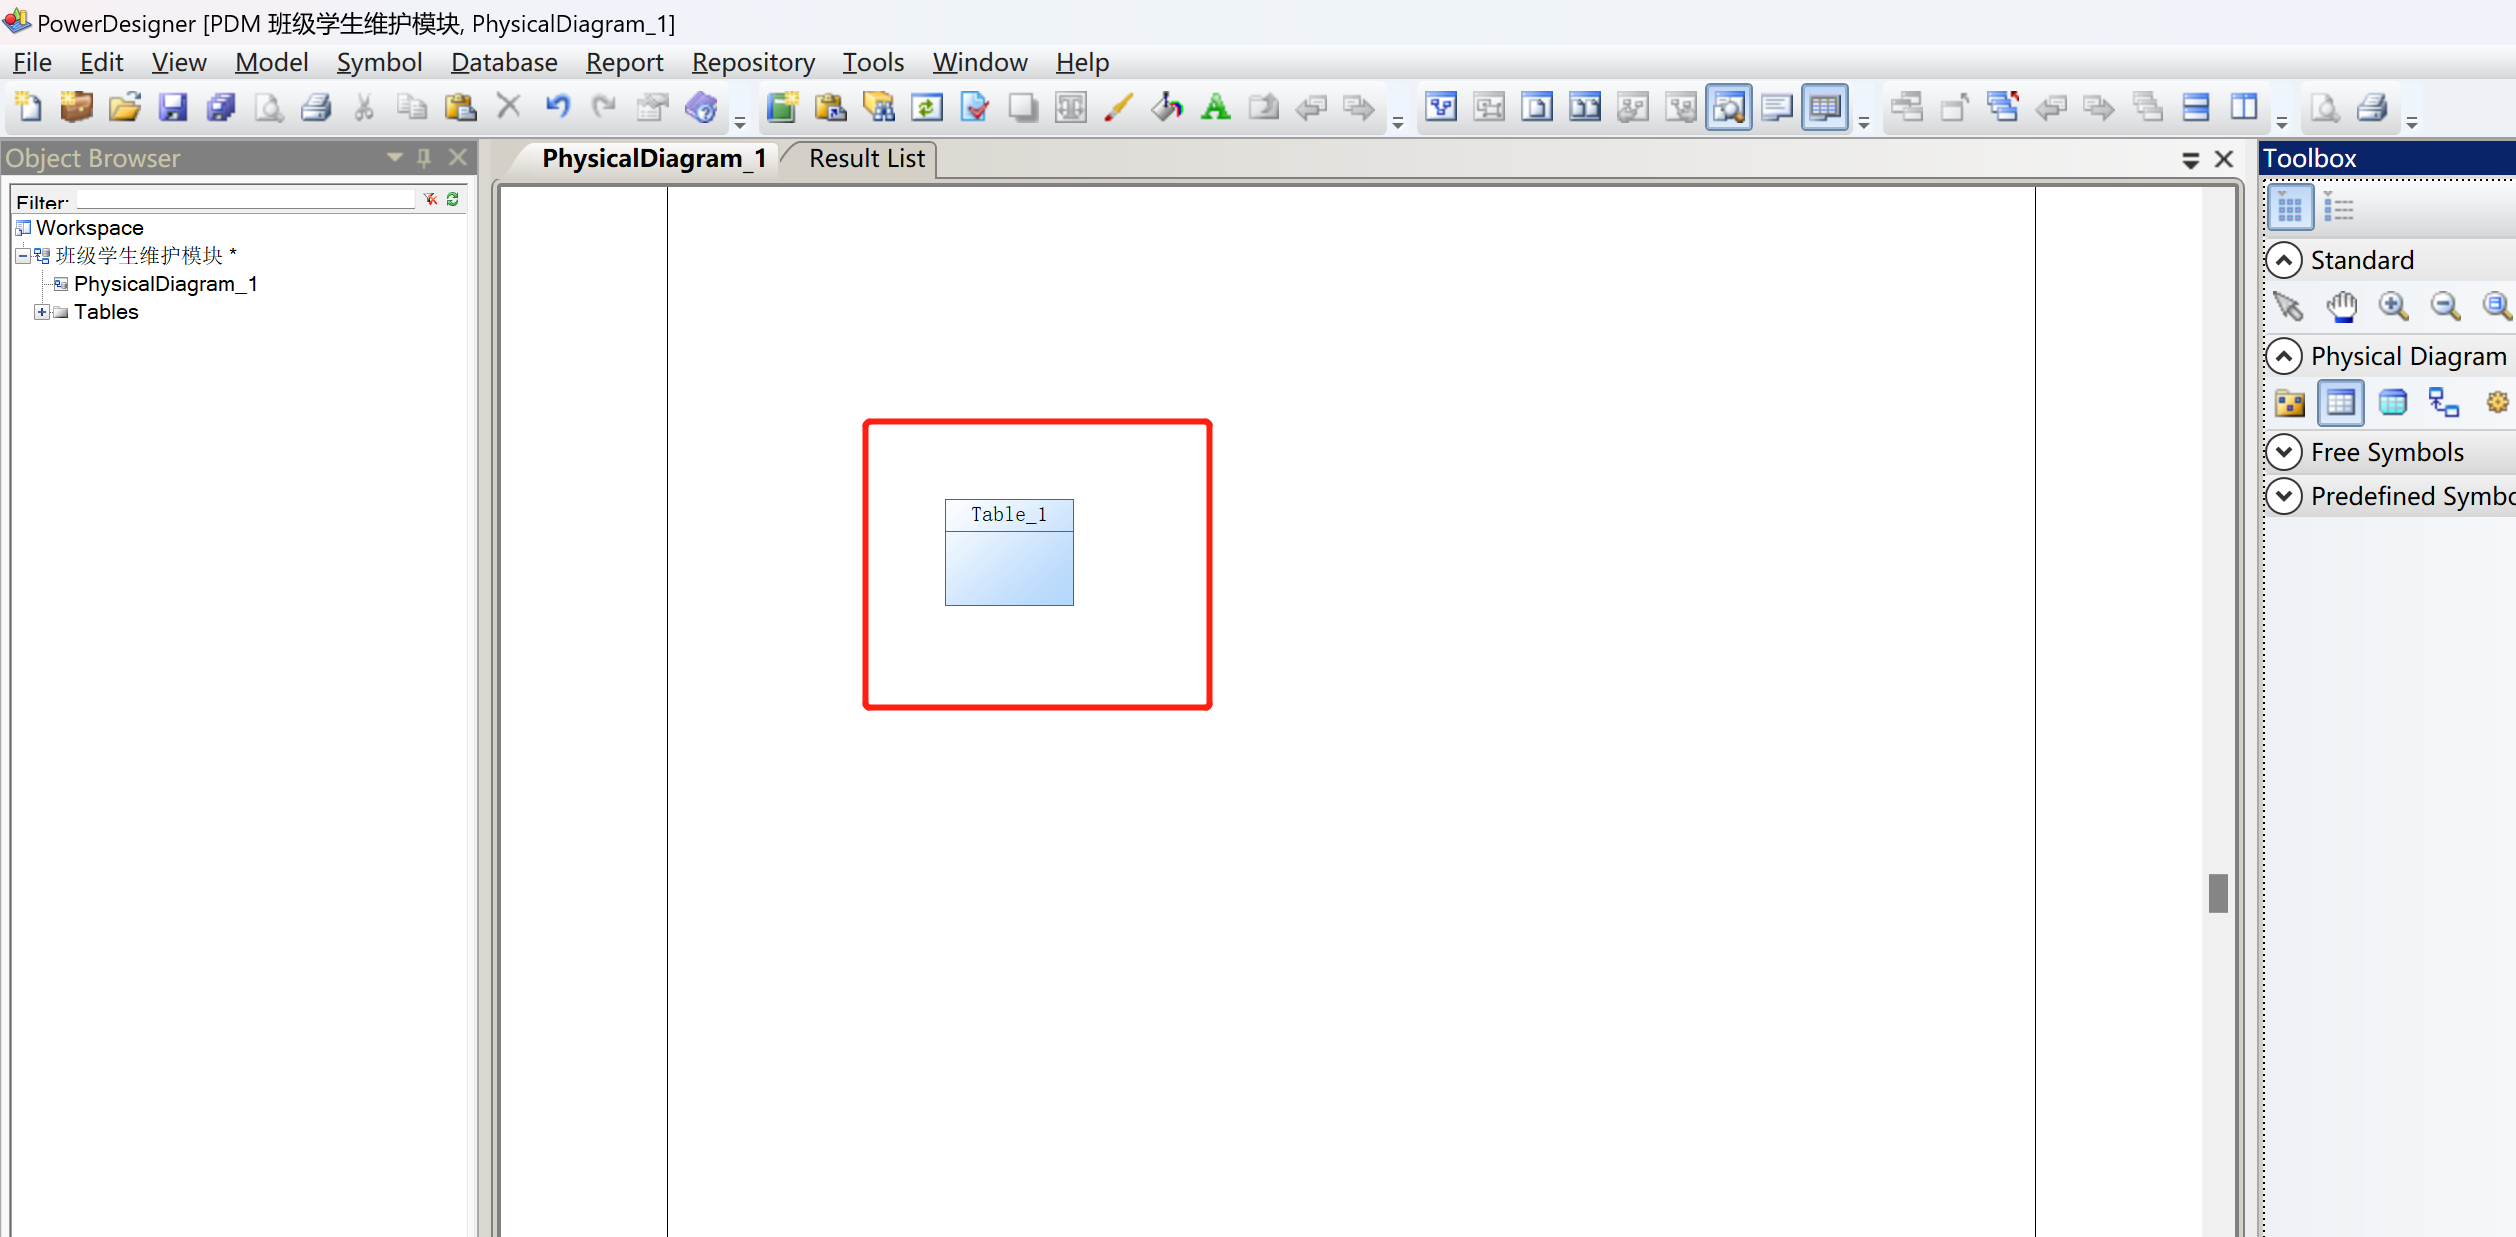 PowerDesigner [PDM 班级学生维护模块, PhysicalDiagram_1]
File Edit View Model Symbol Database Report Repository Tools Window Help
Object Browser
PhysicalDiagram_1 Result List
Toolbox
Filter:
Workspace
班级学生维护模块 *
PhysicalDiagram_1
Tables
Table_1
Standard
Physical Diagram
Free Symbols
Predefined Symbo